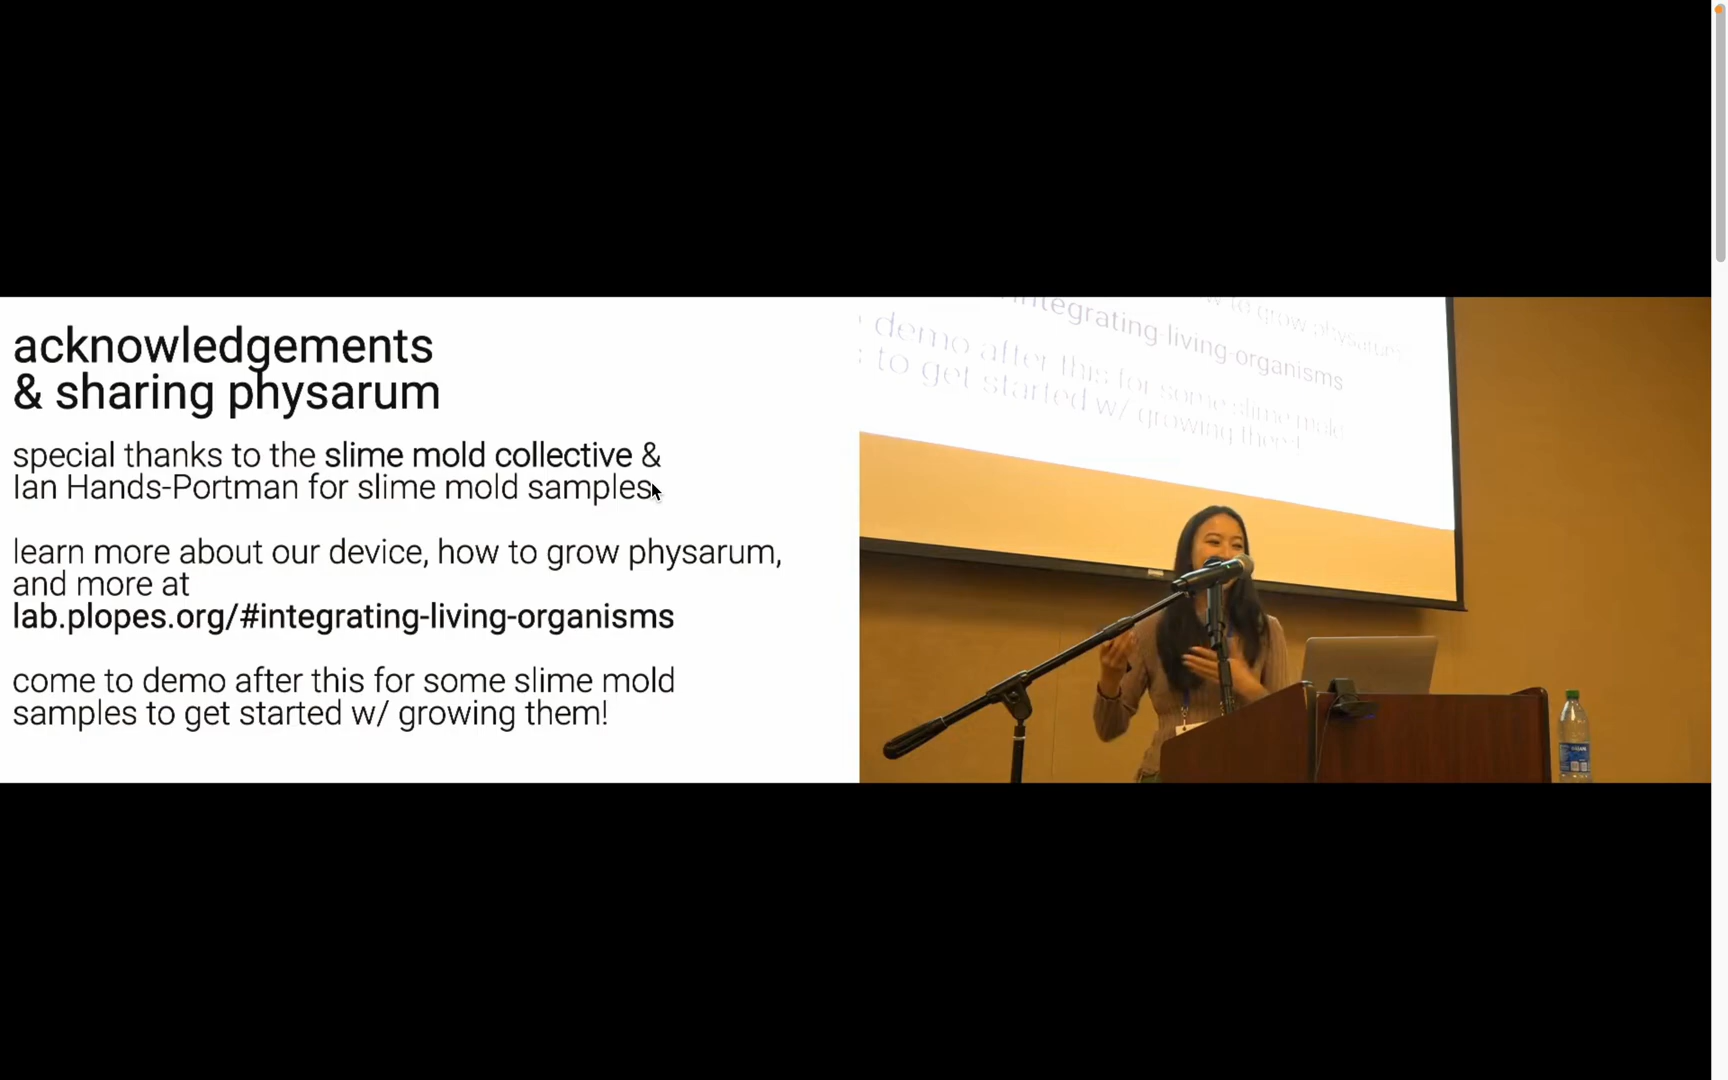 acknowledgements
& sharing physarum
special thanks to the slime mold collective &
Ian Hands-Portman for slime mold samples
learn more about our device, how to grow physarum,
and more at
lab.plopes.org/#integrating-living-organisms
come to demo after this for some slime mold
samples to get started w/ growing them!
to grow physarum,
integrating-living-organisms
demo after this for some slime mold
to get started w/ growing them!